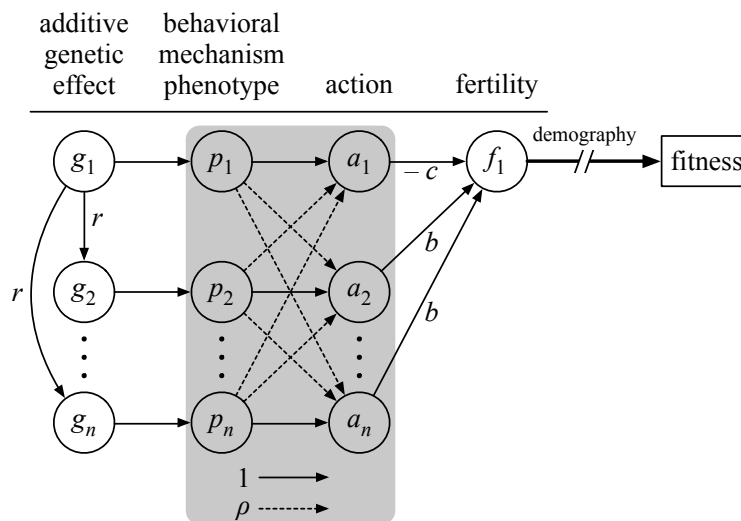 additive genetic effect
behavioral mechanism phenotype
action
fertility
g1
p1
a1
− c
f1
demography
fitness
r
r
g2
p2
a2
b
b
gn
pn
an
1
ρ